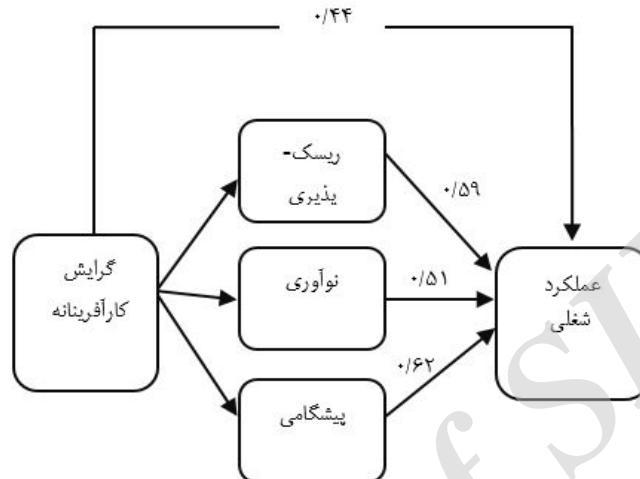 ۰/۴۴
ریسک-
پذیری
۰/۵۹
گرایش
کارآفرینانه
نوآوری
۰/۵۱
عملکرد
شغلی
پیشگامی
۰/۶۲